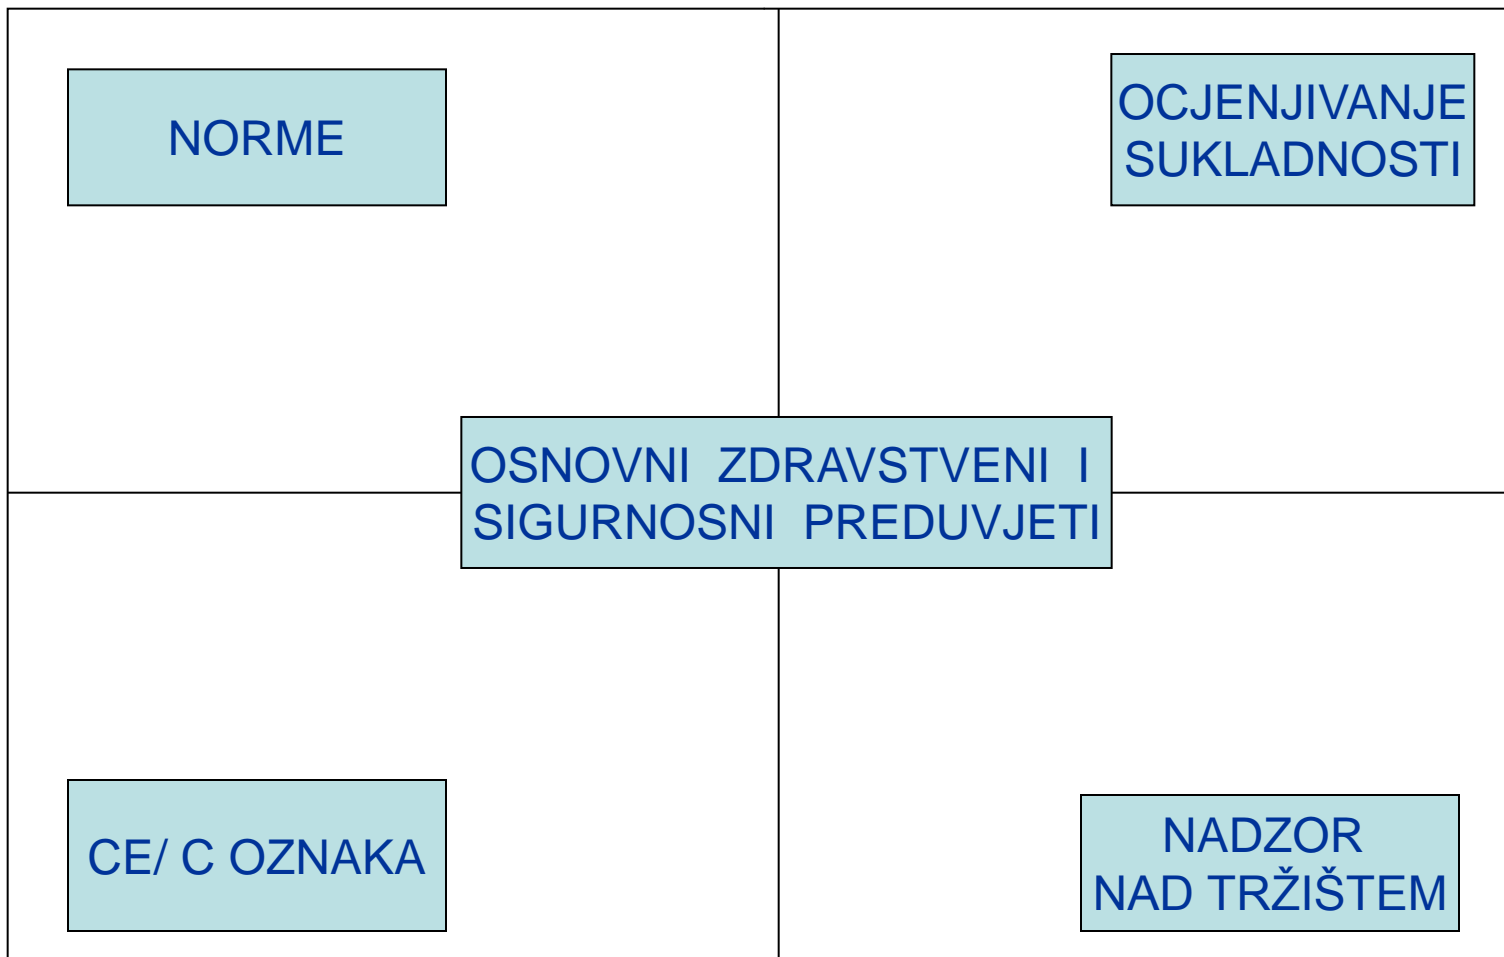 NORME
OCJENJIVANJE
SUKLADNOSTI
OSNOVNI ZDRAVSTVENI I
SIGURNOSNI PREDUVJETI
CE/ C OZNAKA
NADZOR
NAD TRŽIŠTEM